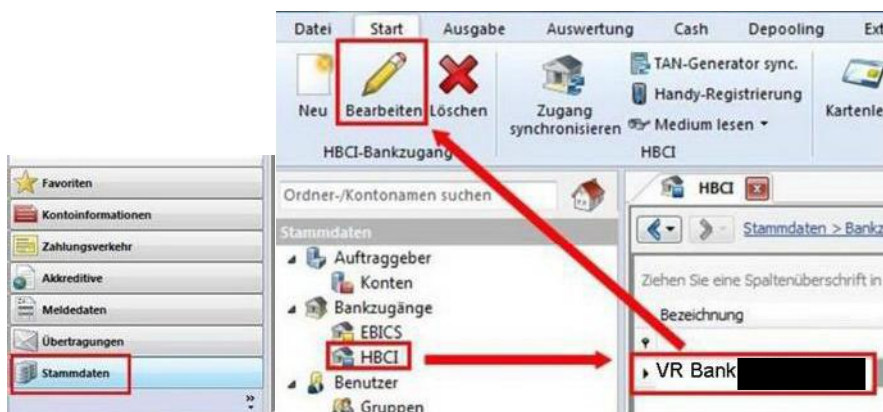 Favoriten
Kontoinformationen
Zahlungsverkehr
Akkreditive
Meldedaten
Übertragungen
Stammdaten
Datei Start Ausgabe Auswertung Cash Depooling Ext
Neu Bearbeiten Löschen
Zugang
synchronisieren
TAN-Generator sync.
Handy-Registrierung
Medium lesen
Kartenle
HBCI-Bankzugang
HBCI
Ordner-/Kontonamen suchen
Stammdaten
Auftraggeber
Konten
Bankzugänge
EBICS
HBCI
Benutzer
Gruppen
HBCI
Stammdaten > Bankz
Ziehen Sie eine Spaltenüberschrift in
Bezeichnung
VR Bank